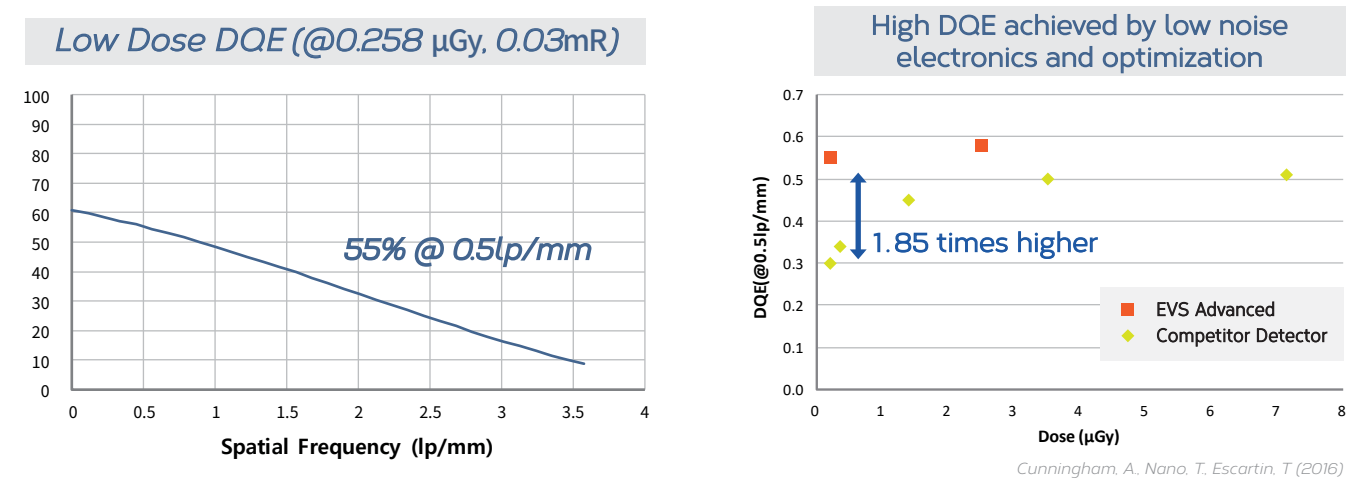 Low Dose DQE (@0.258 µGy, 0.03mR)
100
90
80
70
60
50
40
30
20
10
0
55% @ 0.5lp/mm
0 0.5 1 1.5 2 2.5 3 3.5 4
Spatial Frequency (lp/mm)
High DQE achieved by low noise
electronics and optimization
DQE(@0.5lp/mm)
0.7
0.6
0.5
0.4
0.3
0.2
0.1
0.0
1.85 times higher
EVS Advanced
Competitor Detector
0 1 2 3 4 5 6 7 8
Dose (µGy)
Cunningham, A., Nano, T., Escartin, T (2016)